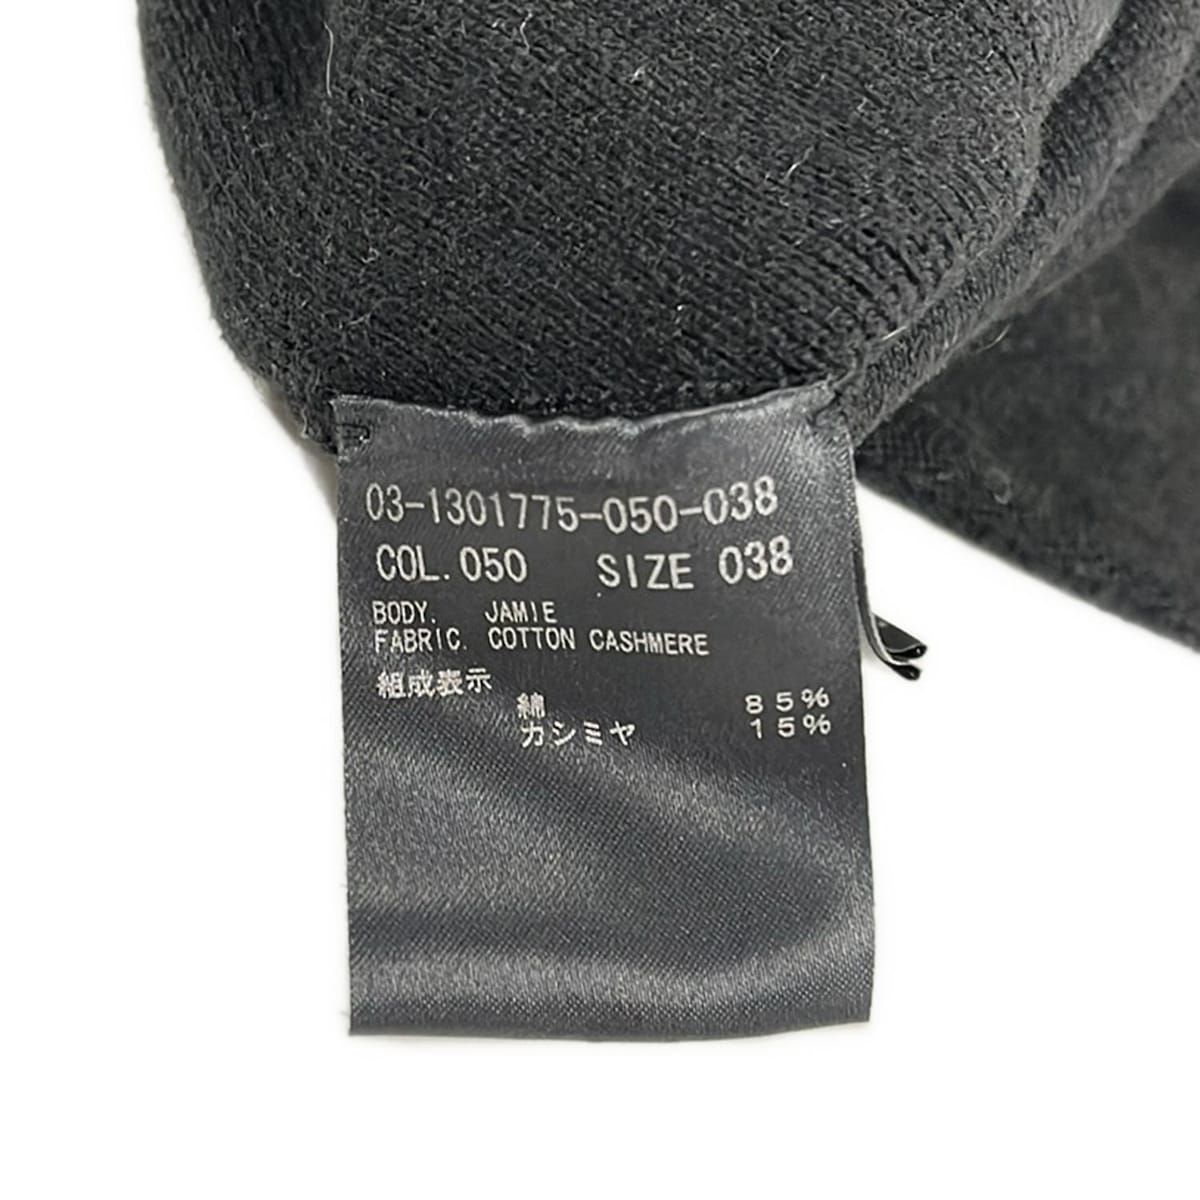 03-1301775-050-038
COL.050 SIZE 038
BODY. JAMIE
FABRIC. COTTON CASHMERE
組成表示
綿 85%
カシミヤ 15%